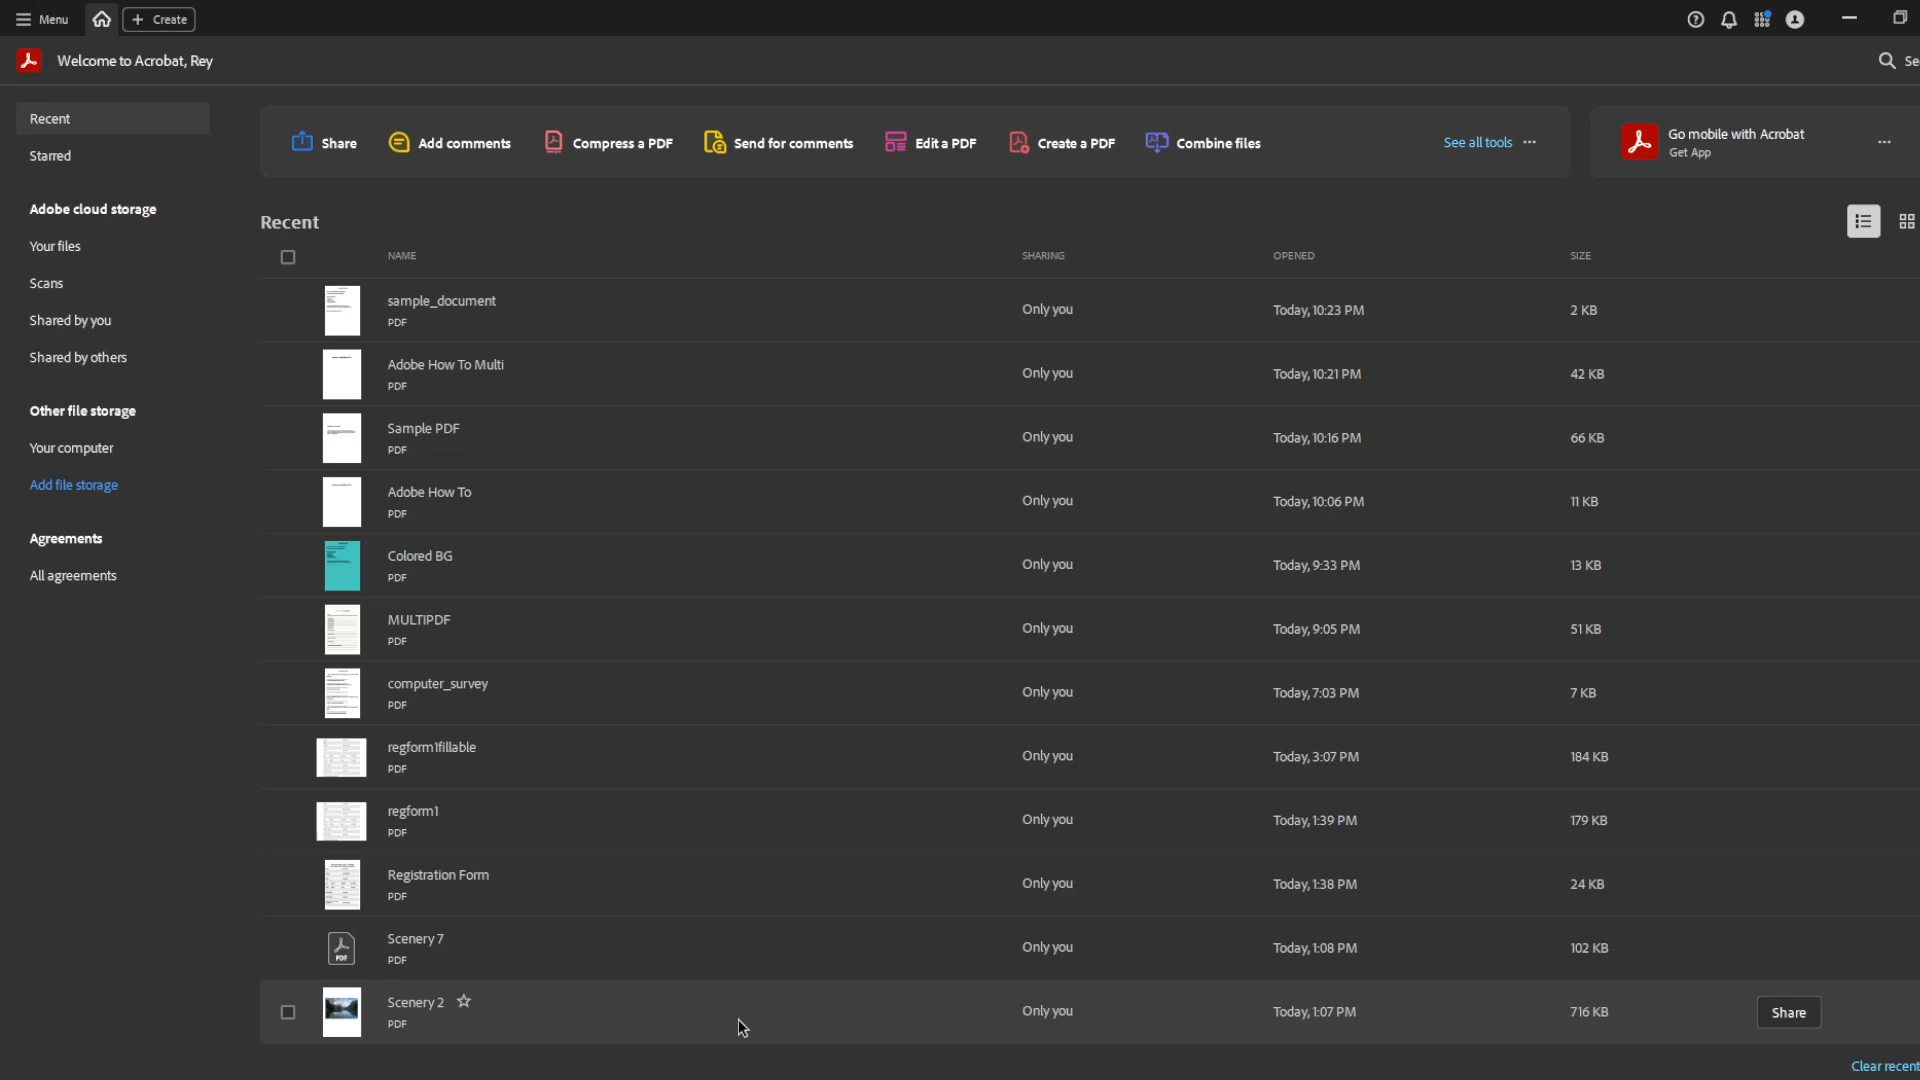 Menu
Create
Welcome to Acrobat, Rey
Se
Recent
Starred
Adobe cloud storage
Your files
Scans
Shared by you
Shared by others
Other file storage
Your computer
Add file storage
Agreements
All agreements
Share
Add comments
Compress a PDF
Send for comments
Edit a PDF
Create a PDF
Combine files
See all tools
Go mobile with Acrobat
Get App
Recent
NAME SHARING OPENED SIZE
sample_document Only you Today, 10:23 PM 2 KB
PDF
Adobe How To Multi Only you Today, 10:21 PM 42 KB
PDF
Sample PDF Only you Today, 10:16 PM 66 KB
PDF
Adobe How To Only you Today, 10:06 PM 11 KB
PDF
Colored BG Only you Today, 9:33 PM 13 KB
PDF
MULTIPDF Only you Today, 9:05 PM 51 KB
PDF
computer_survey Only you Today, 7:03 PM 7 KB
PDF
regform1fillable Only you Today, 3:07 PM 184 KB
PDF
regform1 Only you Today, 1:39 PM 179 KB
PDF
Registration Form Only you Today, 1:38 PM 24 KB
PDF
Scenery 7 Only you Today, 1:08 PM 102 KB
PDF
PDF
Scenery 2 Only you Today, 1:07 PM 716 KB Share
PDF
Clear recent